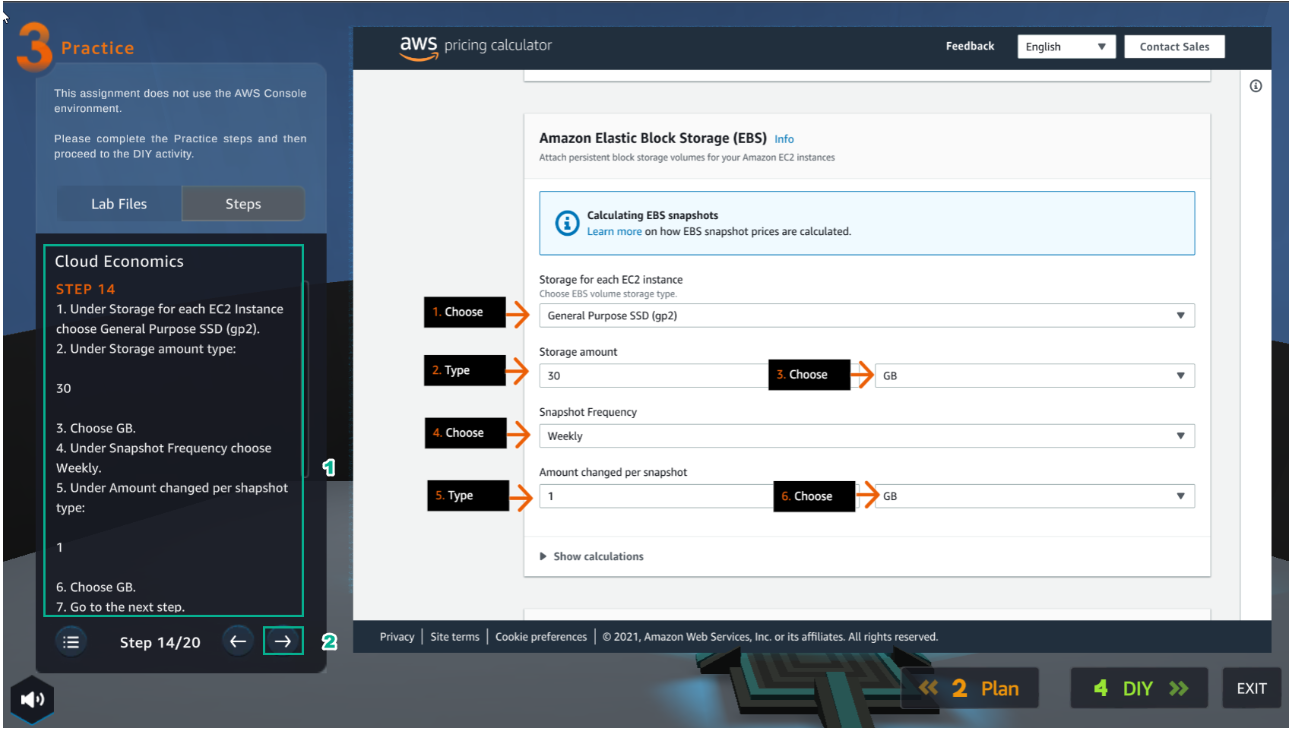 3 Practice
This assignment does not use the AWS Console
environment.
Please complete the Practice steps and then
proceed to the DIY activity.
Lab Files
Steps
Cloud Economics
STEP 14
1. Under Storage for each EC2 Instance
choose General Purpose SSD (gp2).
2. Under Storage amount type:
30
3. Choose GB.
4. Under Snapshot Frequency choose
Weekly.
5. Under Amount changed per shapshot
type:
1
6. Choose GB.
7. Go to the next step.
1
Step 14/20
2
aws pricing calculator
Feedback
English
Contact Sales
Amazon Elastic Block Storage (EBS) Info
Attach persistent block storage volumes for your Amazon EC2 instances
Calculating EBS snapshots
Learn more on how EBS snapshot prices are calculated.
Storage for each EC2 instance
Choose EBS volume storage type.
1. Choose
General Purpose SSD (gp2)
Storage amount
2. Type
30
3. Choose
GB
Snapshot Frequency
4. Choose
Weekly
Amount changed per snapshot
5. Type
1
6. Choose
GB
Show calculations
Privacy | Site terms | Cookie preferences | © 2021, Amazon Web Services, Inc. or its affiliates. All rights reserved.
2 Plan
4 DIY
EXIT